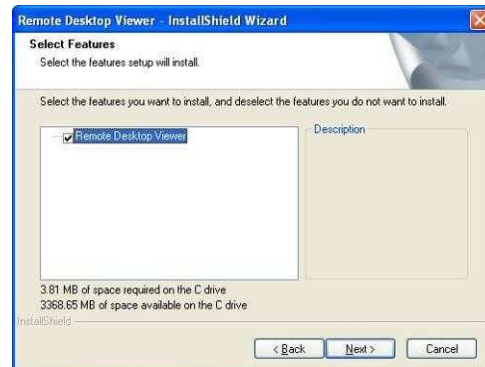 Remote Desktop Viewer - InstallShield Wizard
Select Features
Select the features setup will install.
Select the features you want to install, and deselect the features you do not want to install.
Remote Desktop Viewer
Description
3.81 MB of space required on the C drive
3368.65 MB of space available on the C drive
InstallShield
< Back
Next >
Cancel